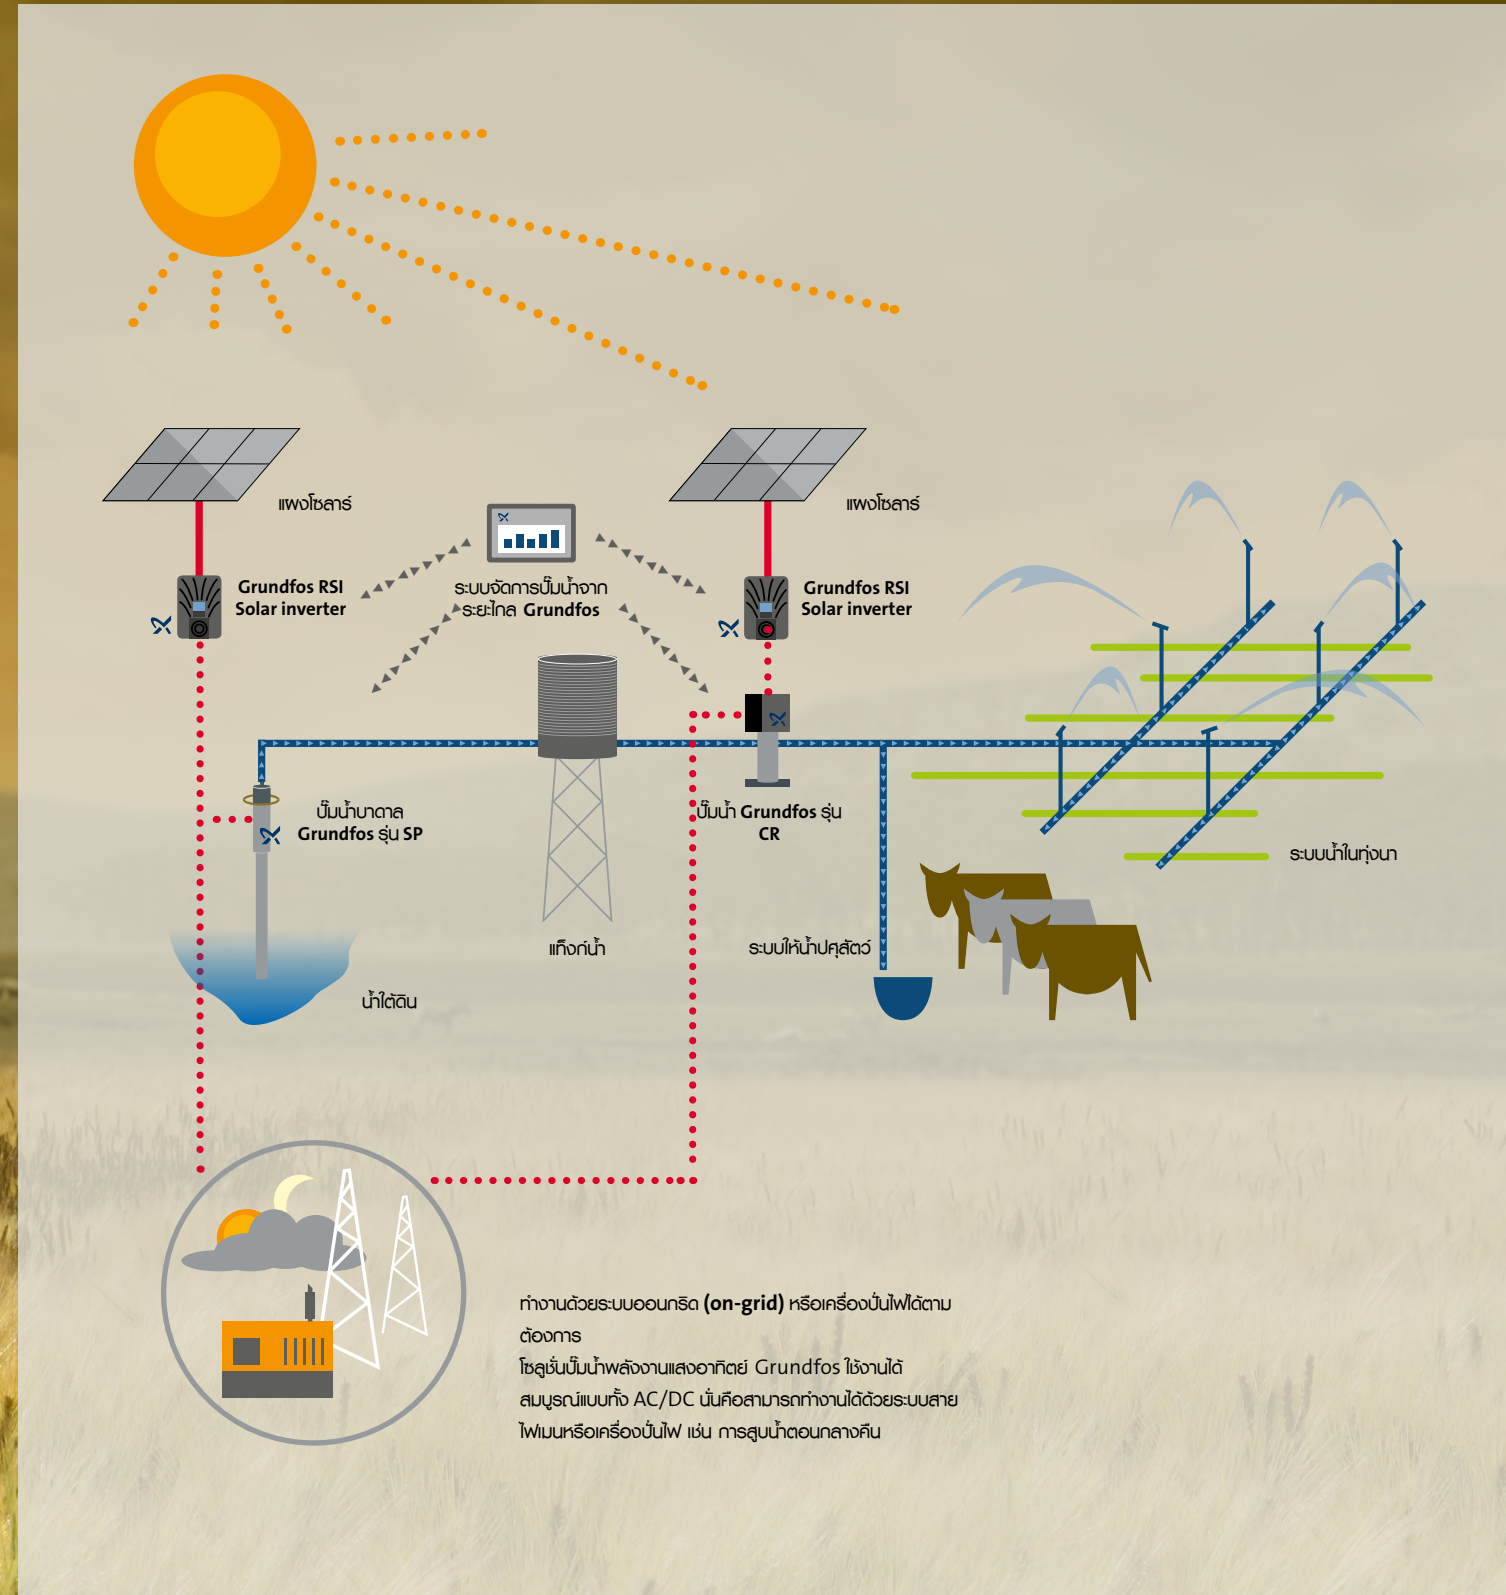 แผงโซลาร์
แผงโซลาร์
Grundfos RSI
Solar inverter
ระบบจัดการปั๊มน้ำจาก
ระยะไกล Grundfos
Grundfos RSI
Solar inverter
ปั๊มน้ำบาดาล
Grundfos รุ่น SP
ปั๊มน้ำ Grundfos รุ่น
CR
ระบบน้ำในทุ่งนา
แท็งก์น้ำ
ระบบให้น้ำปศุสัตว์
น้ำใต้ดิน
ทำงานด้วยระบบออนกริด (on-grid) หรือเครื่องปั่นไฟได้ตาม
ต้องการ
โซลูชั่นปั๊มน้ำพลังงานแสงอาทิตย์ Grundfos ใช้งานได้
สมบูรณ์แบบทั้ง AC/DC นั่นคือสามารถทำงานได้ด้วยระบบสาย
ไฟเมนหรือเครื่องปั่นไฟ เช่น การสูบน้ำตอนกลางคืน